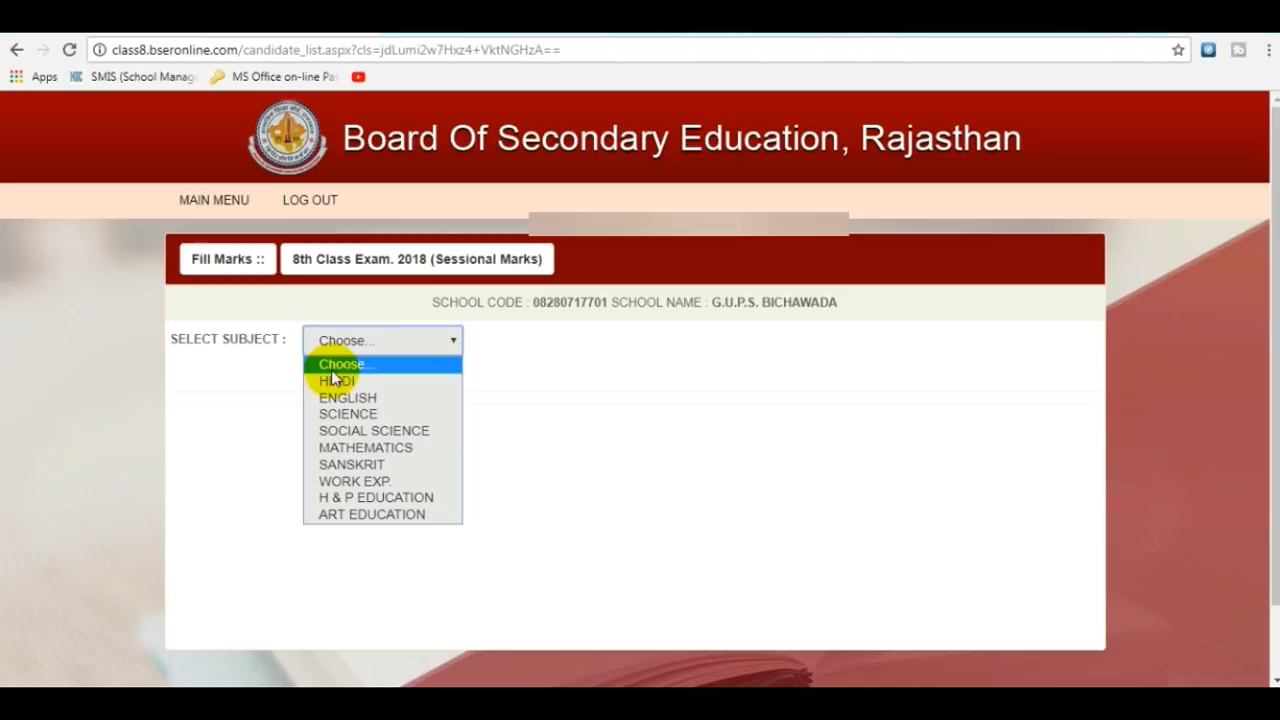 class8.bseronline.com/candidate_list.aspx?cls=jdLumi2w7Hxz4+VktNGHzA==
Apps SMIS (School Manag MS Office on-line Pa
Board Of Secondary Education, Rajasthan
MAIN MENU LOG OUT
Fill Marks :: 8th Class Exam. 2018 (Sessional Marks)
SCHOOL CODE : 08280717701 SCHOOL NAME : G.U.P.S. BICHAWADA
SELECT SUBJECT : Choose...
Choose...
HINDI
ENGLISH
SCIENCE
SOCIAL SCIENCE
MATHEMATICS
SANSKRIT
WORK EXP.
H & P EDUCATION
ART EDUCATION